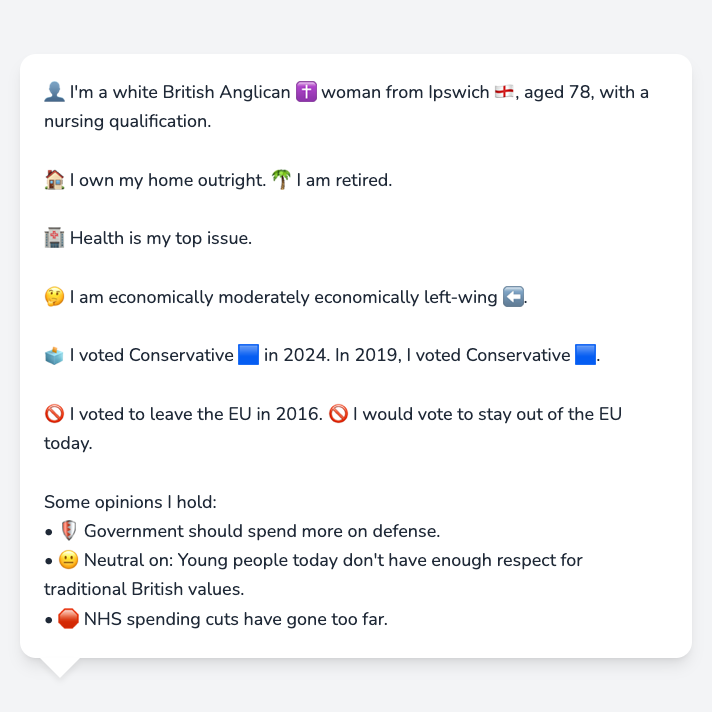 👤 I'm a white British Anglican ✝️ woman from Ipswich 🏴󠁧󠁢󠁥󠁮󠁧󠁿, aged 78, with a
nursing qualification.
🏠 I own my home outright. 🌴 I am retired.
🏥 Health is my top issue.
🤔 I am economically moderately economically left-wing ⬅️.
🗳️ I voted Conservative 🟦 in 2024. In 2019, I voted Conservative 🟦.
🚫 I voted to leave the EU in 2016. 🚫 I would vote to stay out of the EU
today.
Some opinions I hold:
• 🛡️ Government should spend more on defense.
• 😐 Neutral on: Young people today don't have enough respect for
traditional British values.
• 🛑 NHS spending cuts have gone too far.